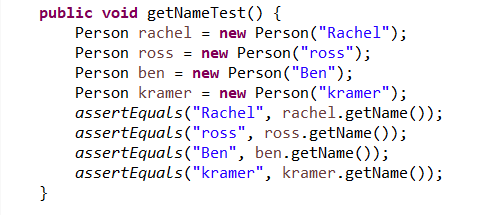 public void getNameTest() {
Person rachel = new Person("Rachel");
Person ross = new Person("ross");
Person ben = new Person("Ben");
Person kramer = new Person("kramer");
assertEquals("Rachel", rachel.getName());
assertEquals("ross", ross.getName());
assertEquals("Ben", ben.getName());
assertEquals("kramer", kramer.getName());
}